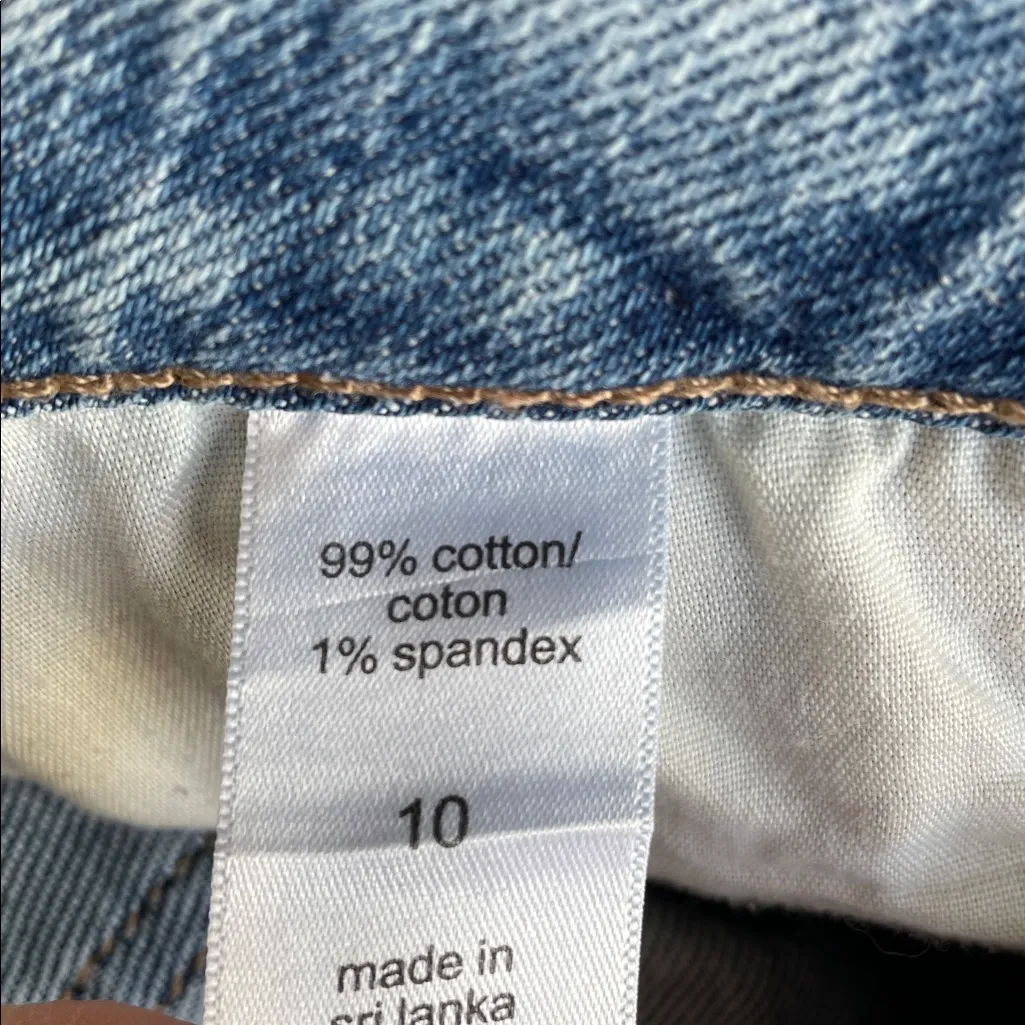 99% cotton/
coton
1% spandex
10
made in
sri lanka